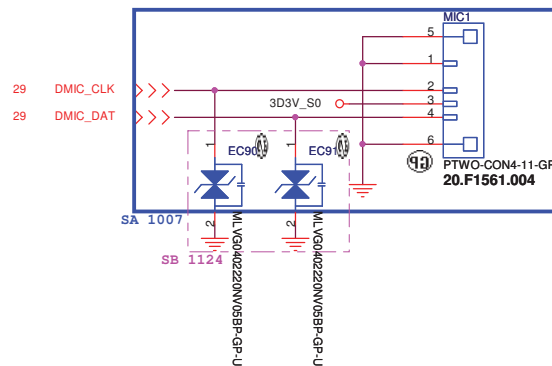 MIC1
5
1
29 DMIC_CLK
2
3D3V_S0
3
29 DMIC_DAT
4
1
1
EC90
EC91
6
GP
PTWO-CON4-11-GP
20.F1561.004
2
2
SA 1007
SB 1124
MLVG0402220NV05BP-GP-U
MLVG0402220NV05BP-GP-U